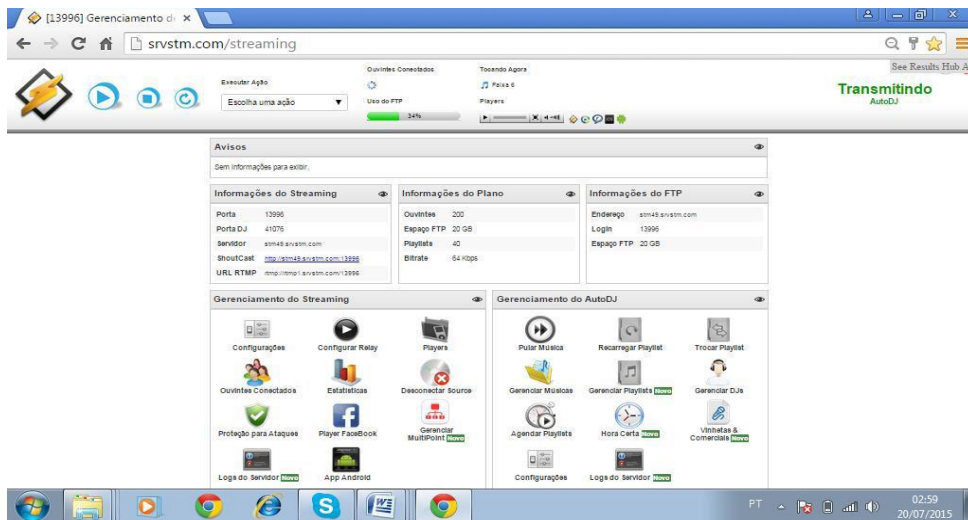 [13996] Gerenciamento d
srvstm.com/streaming
See Results Hub A
Executar Ação
Escolha uma ação
Ouvintes Conectados
Uso do FTP
34%
Tocando Agora
Faixa 6
Players
Transmitindo
AutoDJ
Avisos
Sem informações para exibir.
Informações do Streaming
Porta 13996
Porta DJ 41076
Servidor stm49.srvstm.com
ShoutCast http://stm49.srvstm.com:13996
URL RTMP rtmp://rtmp1.srvstm.com/13996
Informações do Plano
Ouvintes 200
Espaço FTP 20 GB
Playlists 40
Bitrate 64 Kbps
Informações do FTP
Endereço stm49.srvstm.com
Login 13996
Espaço FTP 20 GB
Gerenciamento do Streaming
Configurações Configurar Relay Players
Ouvintes Conectados Estatísticas Desconectar Source
Proteção para Ataques Player FaceBook Gerenciar
MultiPoint Novo
Logs do Servidor Novo App Android
Gerenciamento do AutoDJ
Pular Música Recarregar Playlist Trocar Playlist
Gerenciar Músicas Gerenciar Playlists Novo Gerenciar DJs
Agendar Playlists Hora Certa Novo Vinhetas &
Comerciais Novo
Configurações Logs do Servidor Novo
PT
02:59
20/07/2015